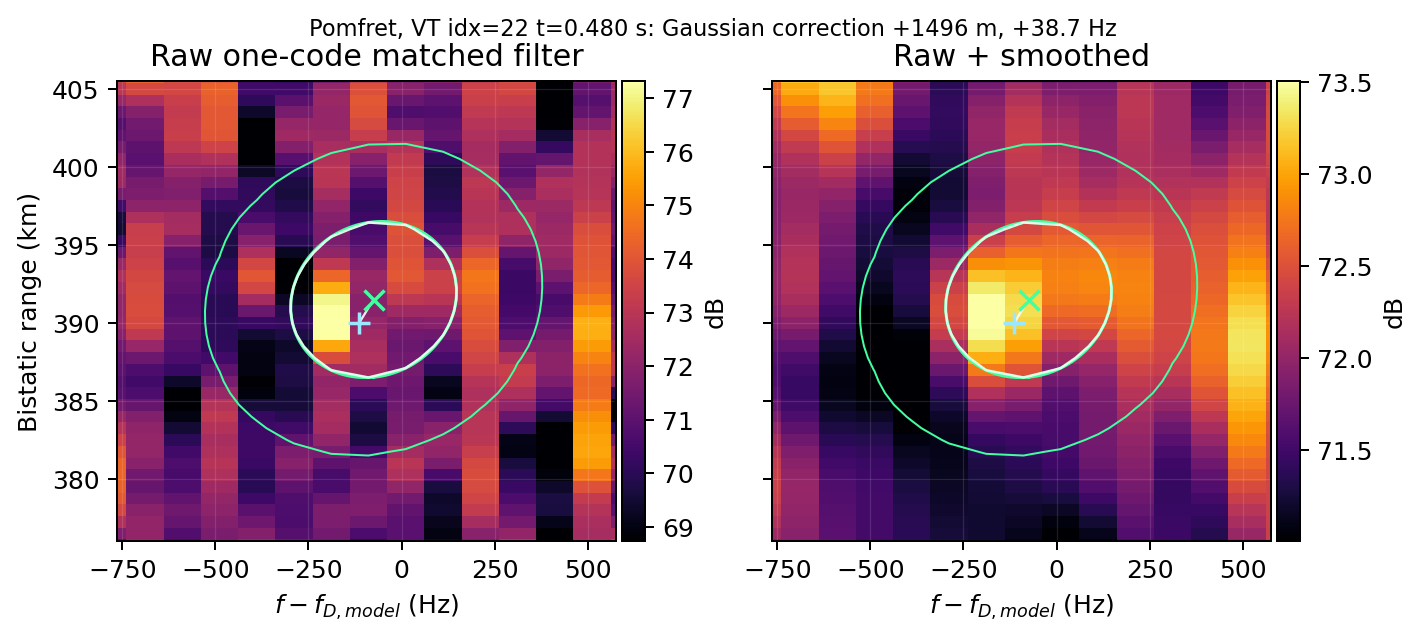 Pomfret, VT idx=22 t=0.480 s: Gaussian correction +1496 m, +38.7 Hz
Raw one-code matched filter
Raw + smoothed
Bistatic range (km)
405
400
395
390
385
380
−750 −500 −250 0 250 500
f − f_{D, model} (Hz)
77
76
75
74
73
72
71
70
69
dB
−750 −500 −250 0 250 500
f − f_{D, model} (Hz)
73.5
73.0
72.5
72.0
71.5
dB